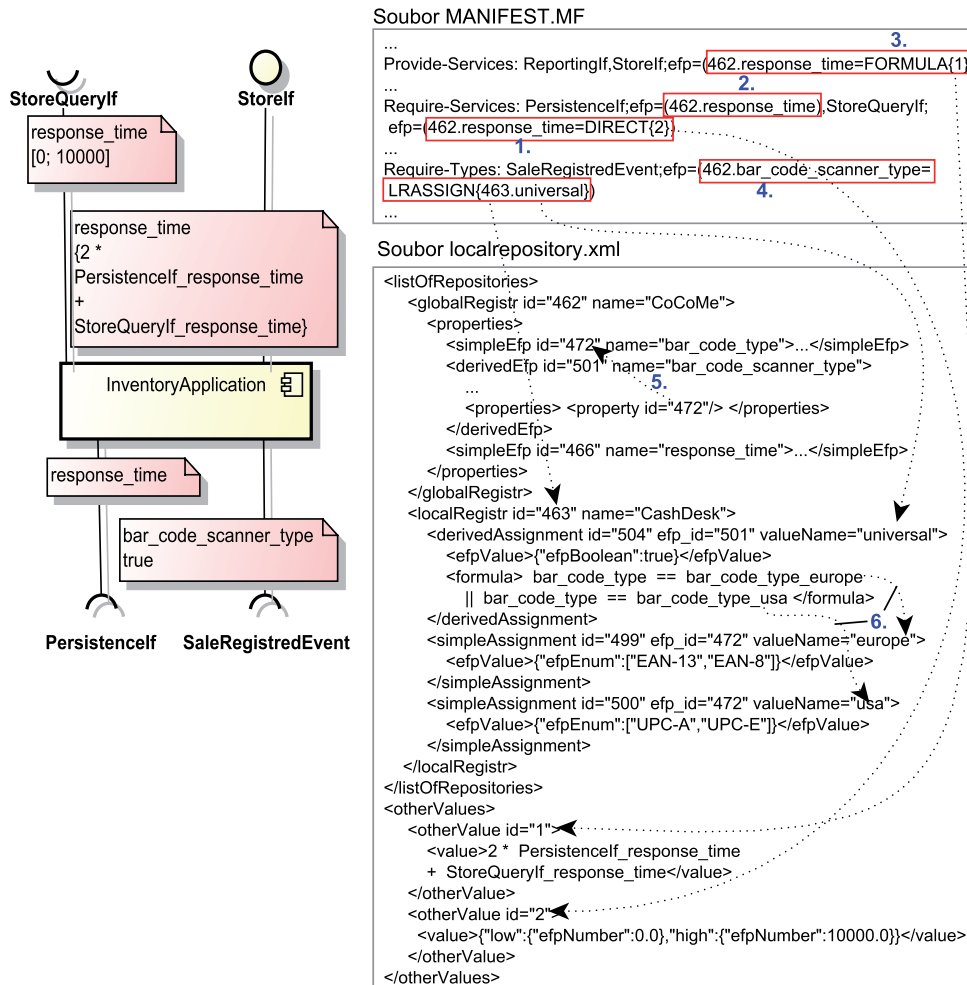 StoreQueryIf
StoreIf
response_time
[0; 10000]
response_time
{2 *
PersistenceIf_response_time
+
StoreQueryIf_response_time}
InventoryApplication
response_time
bar_code_scanner_type
true
PersistenceIf
SaleRegistredEvent
Soubor MANIFEST.MF
...
3.
Provide-Services: ReportingIf,StoreIf;efp=(462.response_time=FORMULA{1}
...
2.
Require-Services: PersistenceIf;efp=(462.response_time),StoreQueryIf;
efp=(462.response_time=DIRECT{2})
...
1.
Require-Types: SaleRegistredEvent;efp=(462.bar_code_scanner_type=
LRASSIGN{463.universal})
4.
...
Soubor localrepository.xml
<listOfRepositories>
<globalRegistr id="462" name="CoCoMe">
<properties>
<simpleEfp id="472" name="bar_code_type">...</simpleEfp>
<derivedEfp id="501" name="bar_code_scanner_type">
...
5.
<properties> <property id="472"/> </properties>
</derivedEfp>
<simpleEfp id="466" name="response_time">...</simpleEfp>
</properties>
</globalRegistr>
<localRegistr id="463" name="CashDesk">
<derivedAssignment id="504" efp_id="501" valueName="universal">
<efpValue>{"efpBoolean":true}</efpValue>
<formula> bar_code_type == bar_code_type_europe
|| bar_code_type == bar_code_type_usa </formula>
</derivedAssignment>
6.
<simpleAssignment id="499" efp_id="472" valueName="europe">
<efpValue>{"efpEnum":["EAN-13","EAN-8"]}</efpValue>
</simpleAssignment>
<simpleAssignment id="500" efp_id="472" valueName="usa">
<efpValue>{"efpEnum":["UPC-A","UPC-E"]}</efpValue>
</simpleAssignment>
</localRegistr>
</listOfRepositories>
<otherValues>
<otherValue id="1">
<value>2 * PersistenceIf_response_time
+ StoreQueryIf_response_time</value>
</otherValue>
<otherValue id="2">
<value>{"low":{"efpNumber":0.0},"high":{"efpNumber":10000.0}}</value>
</otherValue>
</otherValues>